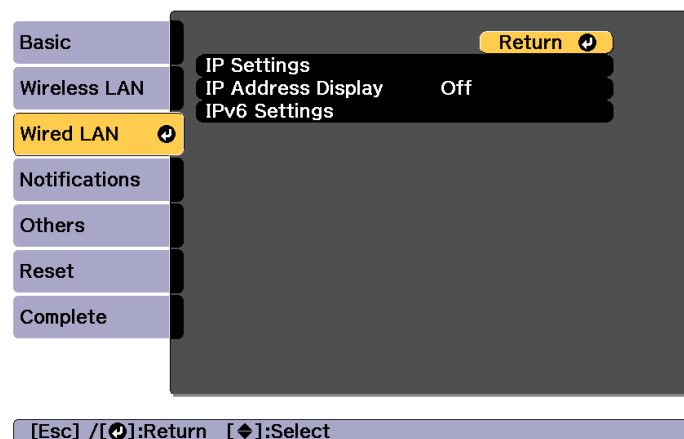 Basic
Wireless LAN
Wired LAN
Notifications
Others
Reset
Complete
Return
IP Settings
IP Address Display Off
IPv6 Settings
[Esc] /[⏎]:Return [◆]:Select